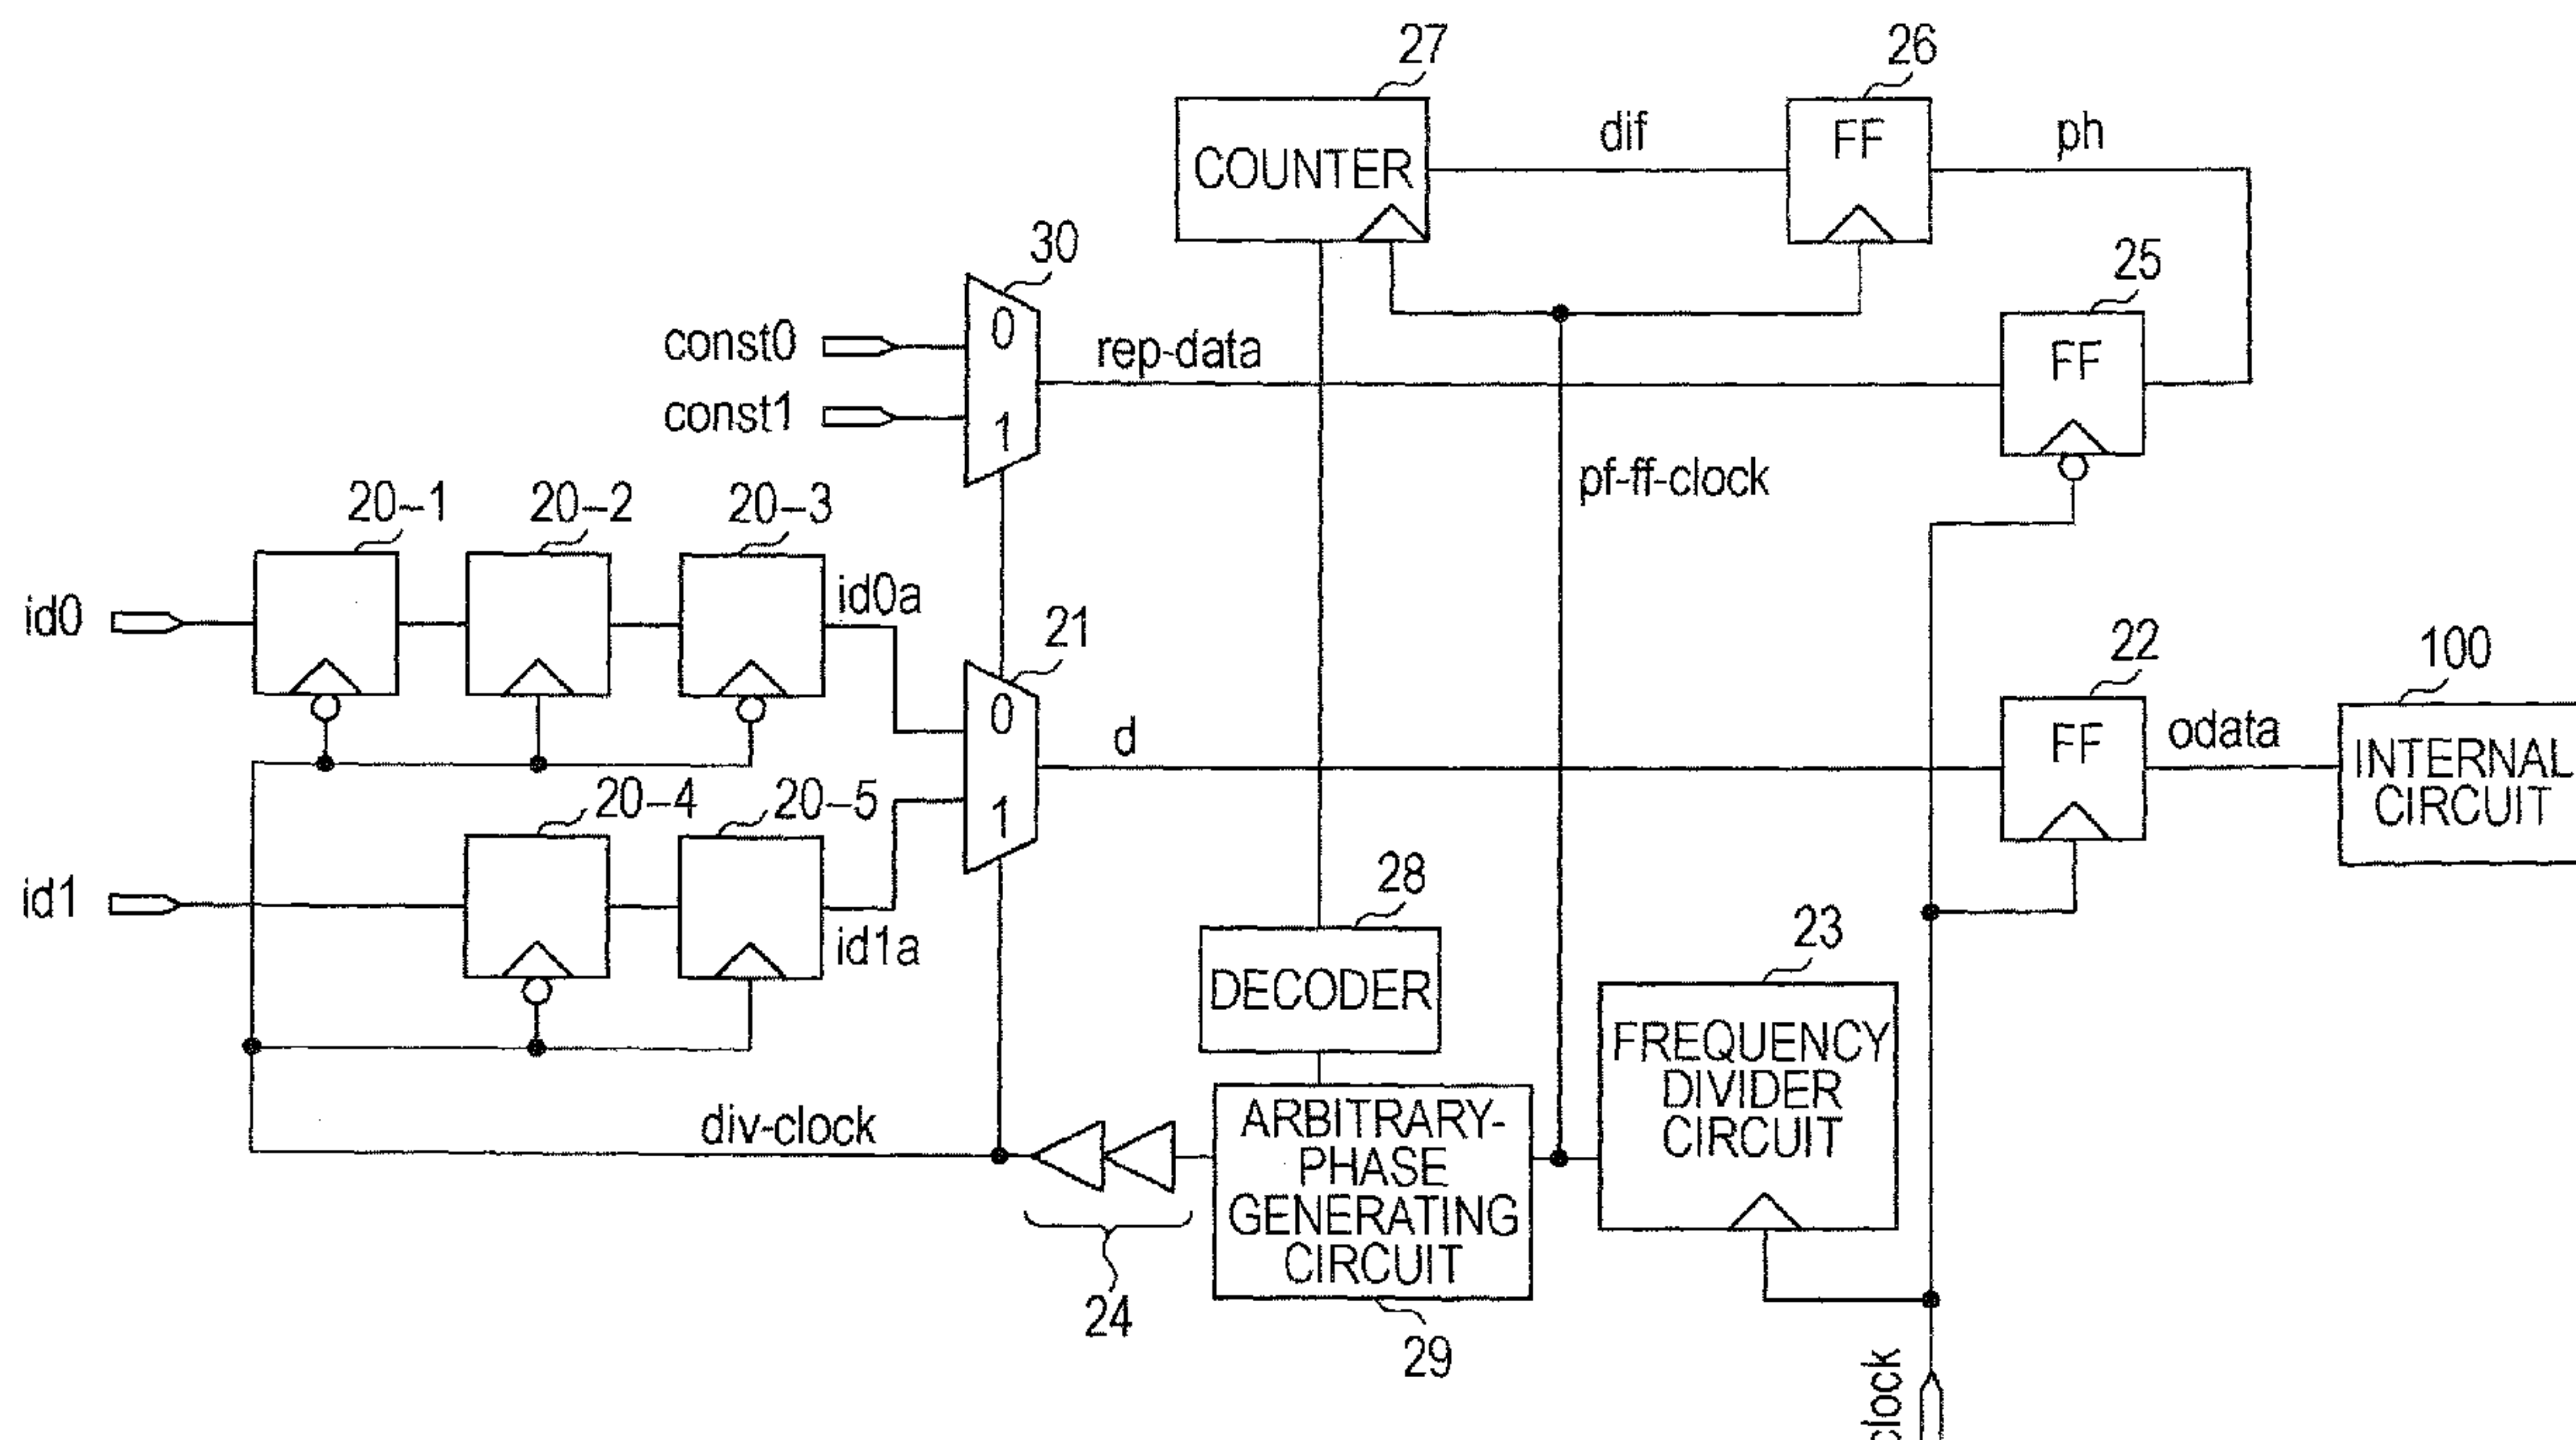 27
26
COUNTER
dif
FF
ph
30
25
const0
0
rep-data
FF
const1
1
pf-ff-clock
20-1
20-2
20-3
id0
id0a
21
22
100
0
d
FF
odata
INTERNAL
CIRCUIT
20-4
20-5
1
id1
id1a
28
DECODER
23
FREQUENCY
DIVIDER
CIRCUIT
div-clock
ARBITRARY-
PHASE
GENERATING
CIRCUIT
24
29
clock